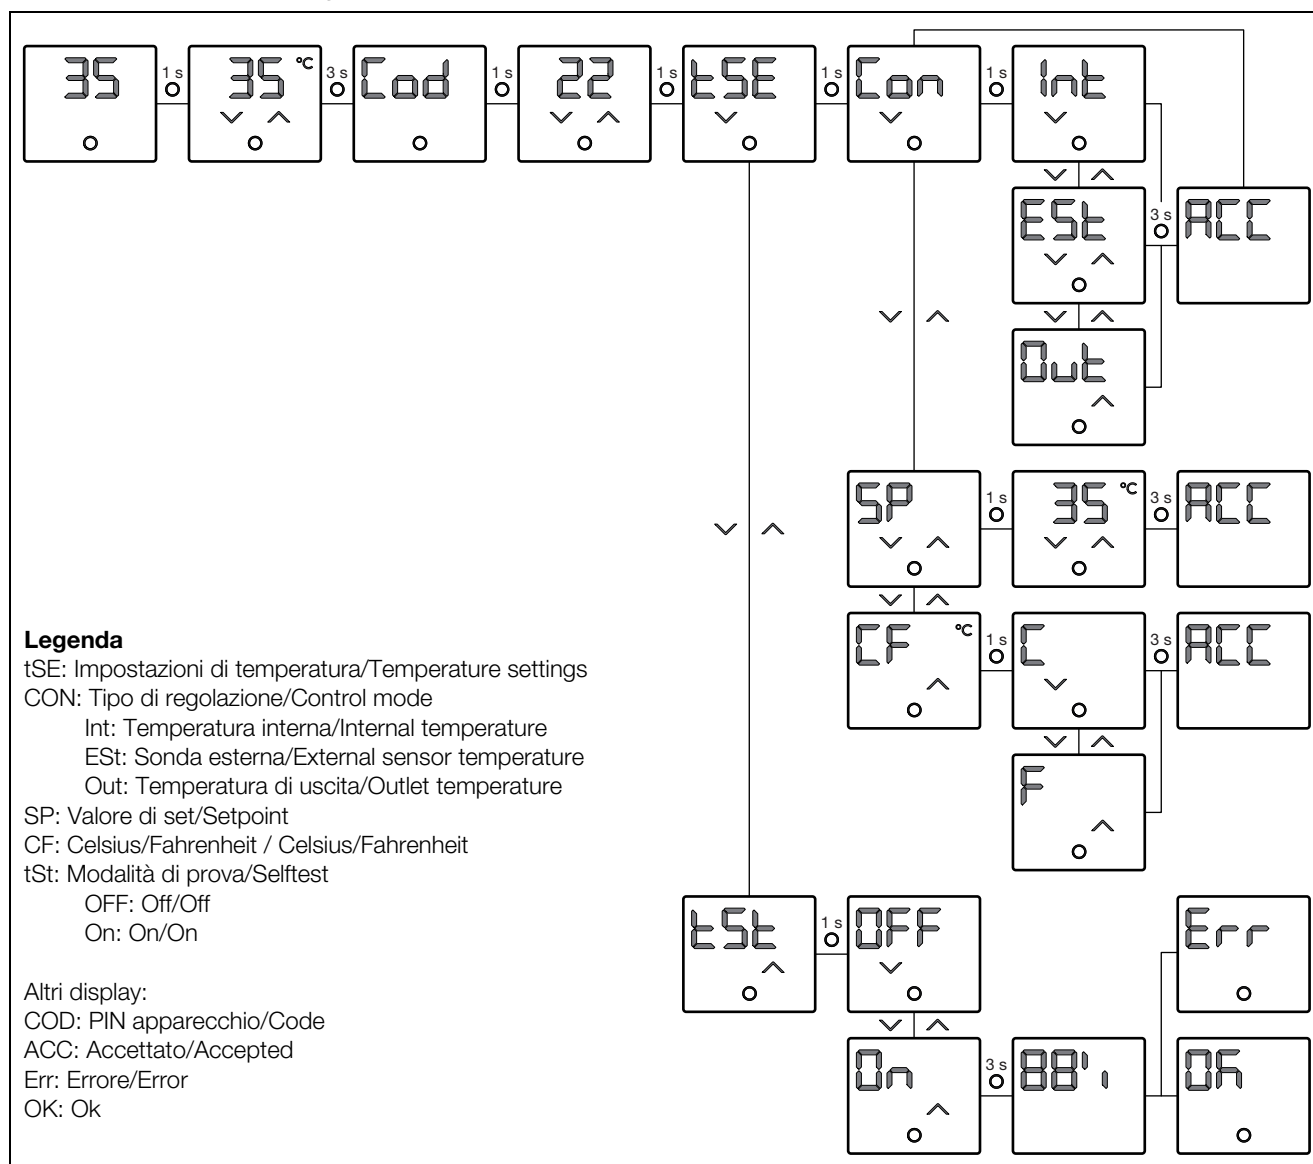 35 1 s 35 °C 3 s Cod 1 s 22 1 s tSE 1 s Con 1 s Int
ESt 3 s ACC
Out
SP 1 s 35 °C 3 s ACC
CF °C 1 s C 3 s ACC
F
Legenda
tSE: Impostazioni di temperatura/Temperature settings
CON: Tipo di regolazione/Control mode
Int: Temperatura interna/Internal temperature
ESt: Sonda esterna/External sensor temperature
Out: Temperatura di uscita/Outlet temperature
SP: Valore di set/Setpoint
CF: Celsius/Fahrenheit / Celsius/Fahrenheit
tSt: Modalità di prova/Selftest
OFF: Off/Off
On: On/On
Altri display:
COD: PIN apparecchio/Code
ACC: Accettato/Accepted
Err: Errore/Error
OK: Ok
tSt 1 s OFF Err
On 3 s 88 OK